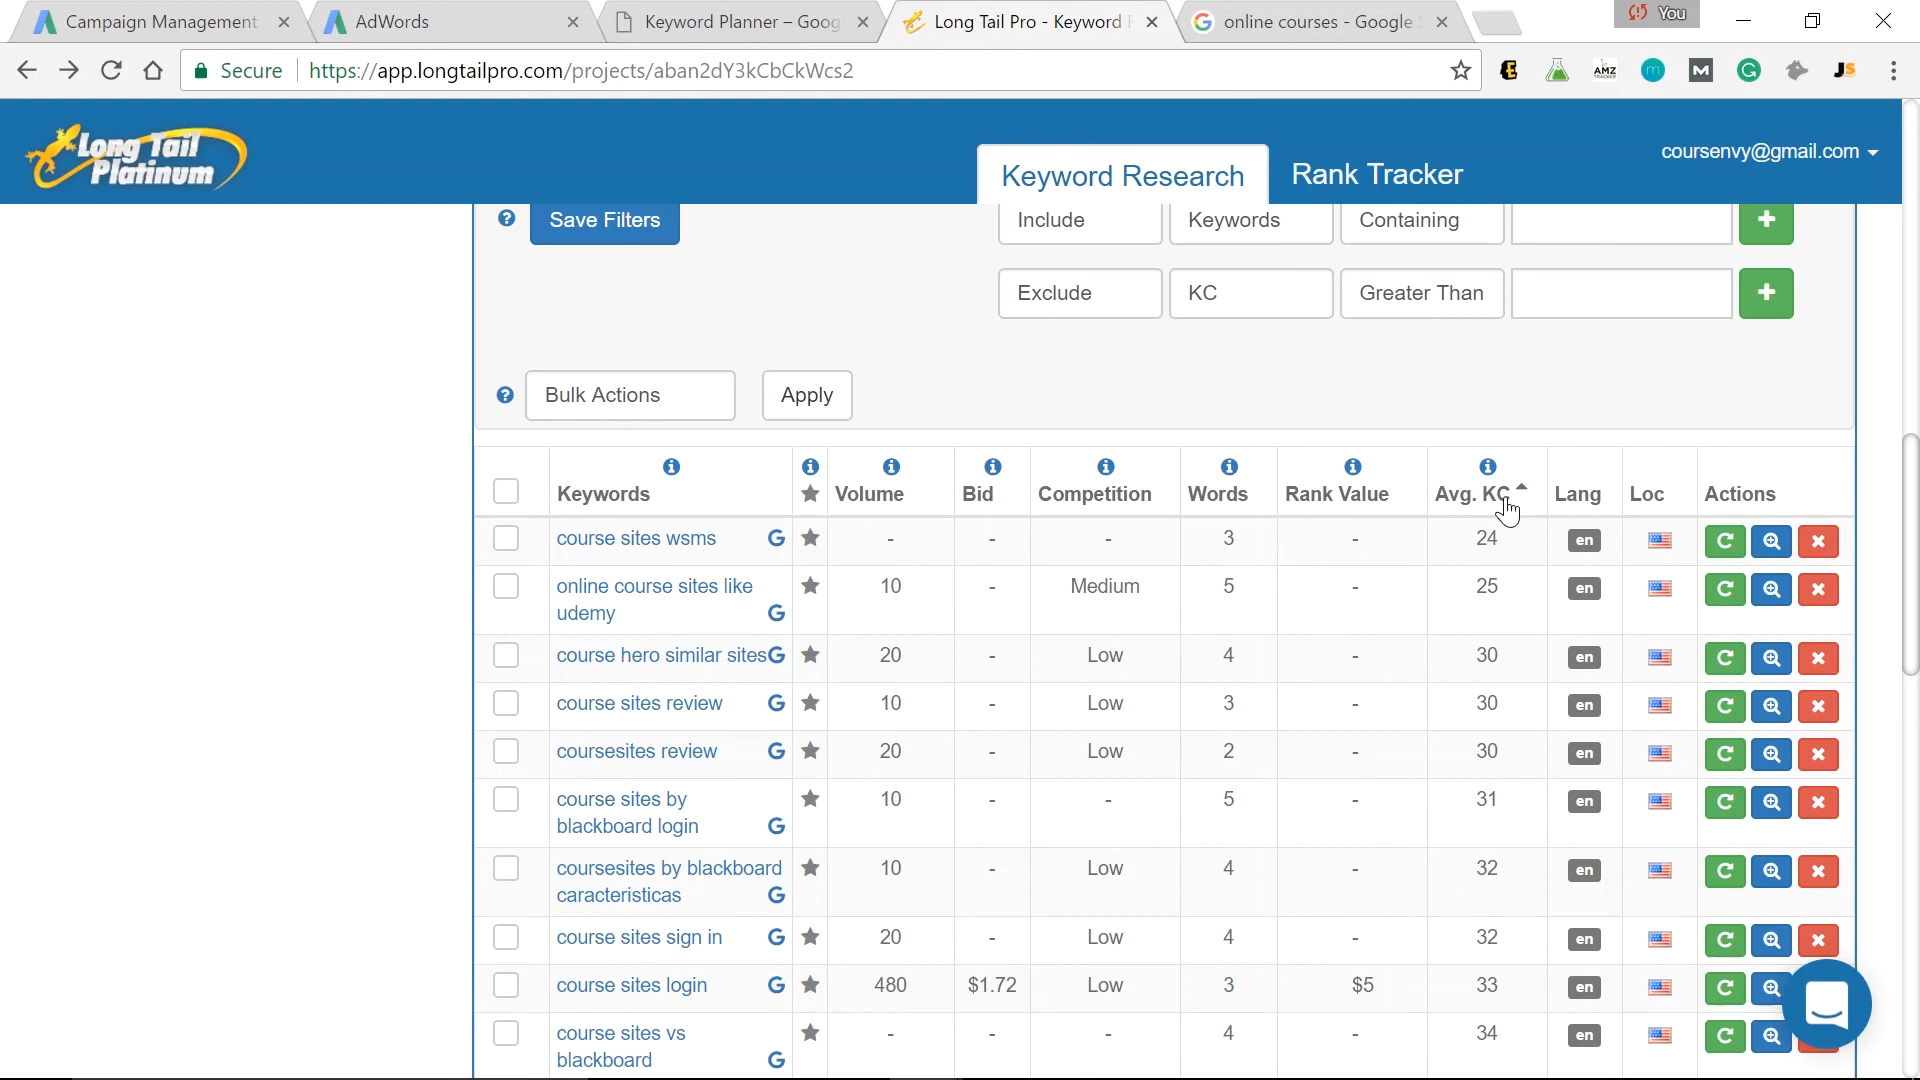 Campaign Management
AdWords
Keyword Planner – Goog
Long Tail Pro - Keyword
online courses - Google
You
Secure https://app.longtailpro.com/projects/aban2dY3kCbCkWcs2
AMZ TRACKER
m
M
G
JS
Long Tail
Platinum
Keyword Research
Rank Tracker
coursenvy@gmail.com
Save Filters
Include Keywords Containing +
Exclude KC Greater Than +
Bulk Actions Apply
Keywords Volume Bid Competition Words Rank Value Avg. KC Lang Loc Actions
course sites wsms G - - - 3 - 24 en
online course sites like 10 - Medium 5 - 25 en
udemy G
course hero similar sites G 20 - Low 4 - 30 en
course sites review G 10 - Low 3 - 30 en
coursesites review G 20 - Low 2 - 30 en
course sites by 10 - - 5 - 31 en
blackboard login G
coursesites by blackboard 10 - Low 4 - 32 en
caracteristicas G
course sites sign in G 20 - Low 4 - 32 en
course sites login G 480 $1.72 Low 3 $5 33 en
course sites vs - - - 4 - 34 en
blackboard G